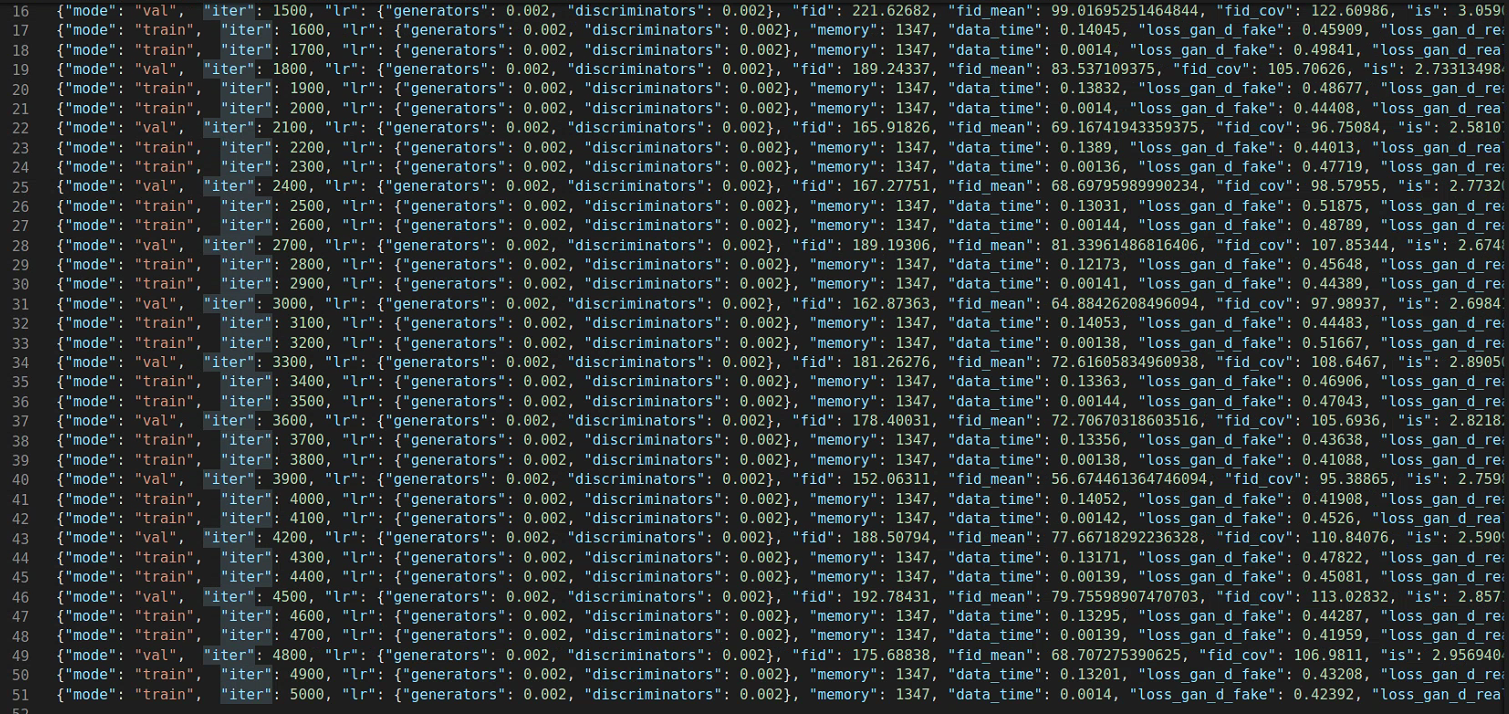 16 {"mode": "val", "iter": 1500, "lr": {"generators": 0.002, "discriminators": 0.002}, "fid": 221.62682, "fid_mean": 99.01695251464844, "fid_cov": 122.60986, "is": 3.0590
17 {"mode": "train", "iter": 1600, "lr": {"generators": 0.002, "discriminators": 0.002}, "memory": 1347, "data_time": 0.14045, "loss_gan_d_fake": 0.45909, "loss_gan_d_rea
18 {"mode": "train", "iter": 1700, "lr": {"generators": 0.002, "discriminators": 0.002}, "memory": 1347, "data_time": 0.0014, "loss_gan_d_fake": 0.49841, "loss_gan_d_real
19 {"mode": "val", "iter": 1800, "lr": {"generators": 0.002, "discriminators": 0.002}, "fid": 189.24337, "fid_mean": 83.537109375, "fid_cov": 105.70626, "is": 2.733134984
20 {"mode": "train", "iter": 1900, "lr": {"generators": 0.002, "discriminators": 0.002}, "memory": 1347, "data_time": 0.13832, "loss_gan_d_fake": 0.48677, "loss_gan_d_rea
21 {"mode": "train", "iter": 2000, "lr": {"generators": 0.002, "discriminators": 0.002}, "memory": 1347, "data_time": 0.0014, "loss_gan_d_fake": 0.44408, "loss_gan_d_real
22 {"mode": "val", "iter": 2100, "lr": {"generators": 0.002, "discriminators": 0.002}, "fid": 165.91826, "fid_mean": 69.16741943359375, "fid_cov": 96.75084, "is": 2.5810
23 {"mode": "train", "iter": 2200, "lr": {"generators": 0.002, "discriminators": 0.002}, "memory": 1347, "data_time": 0.1389, "loss_gan_d_fake": 0.44013, "loss_gan_d_real
24 {"mode": "train", "iter": 2300, "lr": {"generators": 0.002, "discriminators": 0.002}, "memory": 1347, "data_time": 0.00136, "loss_gan_d_fake": 0.47719, "loss_gan_d_rea
25 {"mode": "val", "iter": 2400, "lr": {"generators": 0.002, "discriminators": 0.002}, "fid": 167.27751, "fid_mean": 68.69795989990234, "fid_cov": 98.57955, "is": 2.7732
26 {"mode": "train", "iter": 2500, "lr": {"generators": 0.002, "discriminators": 0.002}, "memory": 1347, "data_time": 0.13031, "loss_gan_d_fake": 0.51875, "loss_gan_d_rea
27 {"mode": "train", "iter": 2600, "lr": {"generators": 0.002, "discriminators": 0.002}, "memory": 1347, "data_time": 0.00144, "loss_gan_d_fake": 0.48789, "loss_gan_d_rea
28 {"mode": "val", "iter": 2700, "lr": {"generators": 0.002, "discriminators": 0.002}, "fid": 189.19306, "fid_mean": 81.33961486816406, "fid_cov": 107.85344, "is": 2.674
29 {"mode": "train", "iter": 2800, "lr": {"generators": 0.002, "discriminators": 0.002}, "memory": 1347, "data_time": 0.12173, "loss_gan_d_fake": 0.45648, "loss_gan_d_rea
30 {"mode": "train", "iter": 2900, "lr": {"generators": 0.002, "discriminators": 0.002}, "memory": 1347, "data_time": 0.00141, "loss_gan_d_fake": 0.44389, "loss_gan_d_rea
31 {"mode": "val", "iter": 3000, "lr": {"generators": 0.002, "discriminators": 0.002}, "fid": 162.87363, "fid_mean": 64.88426208496094, "fid_cov": 97.98937, "is": 2.6984
32 {"mode": "train", "iter": 3100, "lr": {"generators": 0.002, "discriminators": 0.002}, "memory": 1347, "data_time": 0.14053, "loss_gan_d_fake": 0.44483, "loss_gan_d_rea
33 {"mode": "train", "iter": 3200, "lr": {"generators": 0.002, "discriminators": 0.002}, "memory": 1347, "data_time": 0.00138, "loss_gan_d_fake": 0.51667, "loss_gan_d_rea
34 {"mode": "val", "iter": 3300, "lr": {"generators": 0.002, "discriminators": 0.002}, "fid": 181.26276, "fid_mean": 72.61605834960938, "fid_cov": 108.6467, "is": 2.8905
35 {"mode": "train", "iter": 3400, "lr": {"generators": 0.002, "discriminators": 0.002}, "memory": 1347, "data_time": 0.13363, "loss_gan_d_fake": 0.46906, "loss_gan_d_rea
36 {"mode": "train", "iter": 3500, "lr": {"generators": 0.002, "discriminators": 0.002}, "memory": 1347, "data_time": 0.00144, "loss_gan_d_fake": 0.47043, "loss_gan_d_rea
37 {"mode": "val", "iter": 3600, "lr": {"generators": 0.002, "discriminators": 0.002}, "fid": 178.40031, "fid_mean": 72.70670318603516, "fid_cov": 105.6936, "is": 2.8218
38 {"mode": "train", "iter": 3700, "lr": {"generators": 0.002, "discriminators": 0.002}, "memory": 1347, "data_time": 0.13356, "loss_gan_d_fake": 0.43638, "loss_gan_d_rea
39 {"mode": "train", "iter": 3800, "lr": {"generators": 0.002, "discriminators": 0.002}, "memory": 1347, "data_time": 0.00138, "loss_gan_d_fake": 0.41088, "loss_gan_d_rea
40 {"mode": "val", "iter": 3900, "lr": {"generators": 0.002, "discriminators": 0.002}, "fid": 152.06311, "fid_mean": 56.674461364746094, "fid_cov": 95.38865, "is": 2.759
41 {"mode": "train", "iter": 4000, "lr": {"generators": 0.002, "discriminators": 0.002}, "memory": 1347, "data_time": 0.14052, "loss_gan_d_fake": 0.41908, "loss_gan_d_rea
42 {"mode": "train", "iter": 4100, "lr": {"generators": 0.002, "discriminators": 0.002}, "memory": 1347, "data_time": 0.00142, "loss_gan_d_fake": 0.4526, "loss_gan_d_real
43 {"mode": "val", "iter": 4200, "lr": {"generators": 0.002, "discriminators": 0.002}, "fid": 188.50794, "fid_mean": 77.66718292236328, "fid_cov": 110.84076, "is": 2.590
44 {"mode": "train", "iter": 4300, "lr": {"generators": 0.002, "discriminators": 0.002}, "memory": 1347, "data_time": 0.13171, "loss_gan_d_fake": 0.47822, "loss_gan_d_rea
45 {"mode": "train", "iter": 4400, "lr": {"generators": 0.002, "discriminators": 0.002}, "memory": 1347, "data_time": 0.00139, "loss_gan_d_fake": 0.45081, "loss_gan_d_rea
46 {"mode": "val", "iter": 4500, "lr": {"generators": 0.002, "discriminators": 0.002}, "fid": 192.78431, "fid_mean": 79.75598907470703, "fid_cov": 113.02832, "is": 2.857
47 {"mode": "train", "iter": 4600, "lr": {"generators": 0.002, "discriminators": 0.002}, "memory": 1347, "data_time": 0.13295, "loss_gan_d_fake": 0.44287, "loss_gan_d_rea
48 {"mode": "train", "iter": 4700, "lr": {"generators": 0.002, "discriminators": 0.002}, "memory": 1347, "data_time": 0.00139, "loss_gan_d_fake": 0.41959, "loss_gan_d_rea
49 {"mode": "val", "iter": 4800, "lr": {"generators": 0.002, "discriminators": 0.002}, "fid": 175.68838, "fid_mean": 68.707275390625, "fid_cov": 106.9811, "is": 2.9569404
50 {"mode": "train", "iter": 4900, "lr": {"generators": 0.002, "discriminators": 0.002}, "memory": 1347, "data_time": 0.13201, "loss_gan_d_fake": 0.43208, "loss_gan_d_rea
51 {"mode": "train", "iter": 5000, "lr": {"generators": 0.002, "discriminators": 0.002}, "memory": 1347, "data_time": 0.0014, "loss_gan_d_fake": 0.42392, "loss_gan_d_real